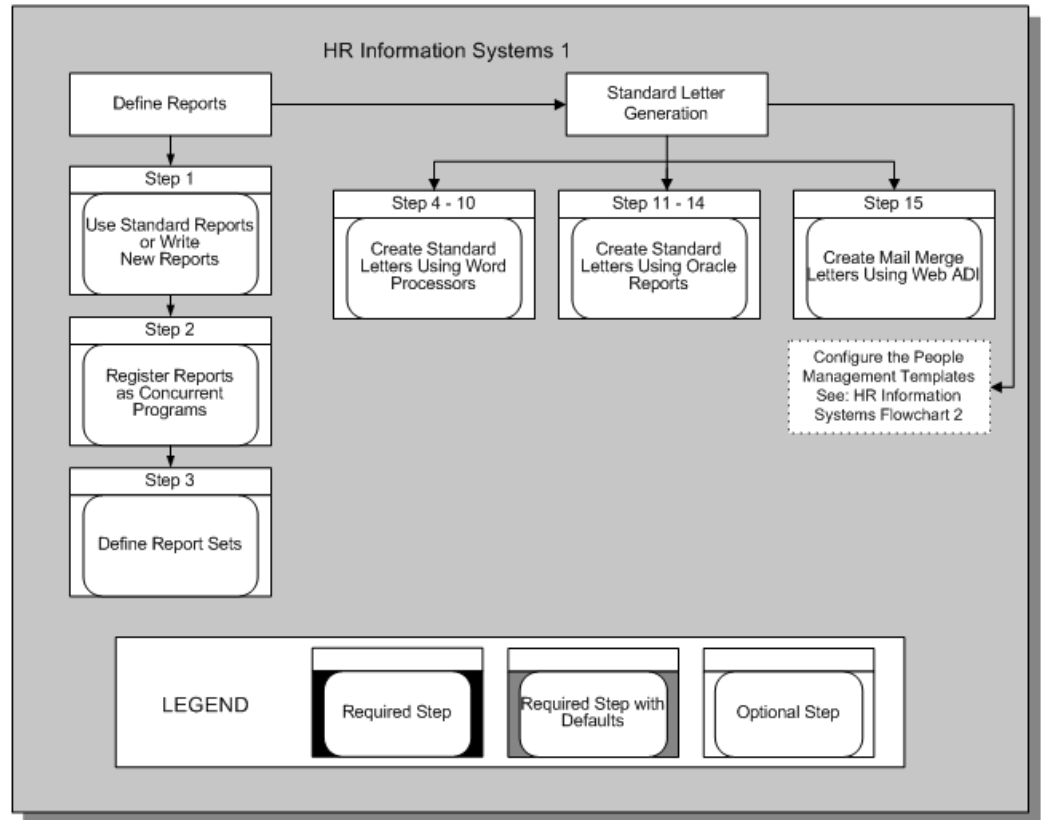 HR Information Systems 1
Define Reports
Standard Letter
Generation
Step 1
Use Standard Reports
or Write
New Reports
Step 2
Register Reports
as Concurrent
Programs
Step 3
Define Report Sets
Step 4 - 10
Create Standard
Letters Using Word
Processors
Step 11 - 14
Create Standard
Letters Using Oracle
Reports
Step 15
Create Mail Merge
Letters Using Web ADI
Configure the People
Management Templates
See: HR Information
Systems Flowchart 2
LEGEND
Required Step
Required Step with
Defaults
Optional Step